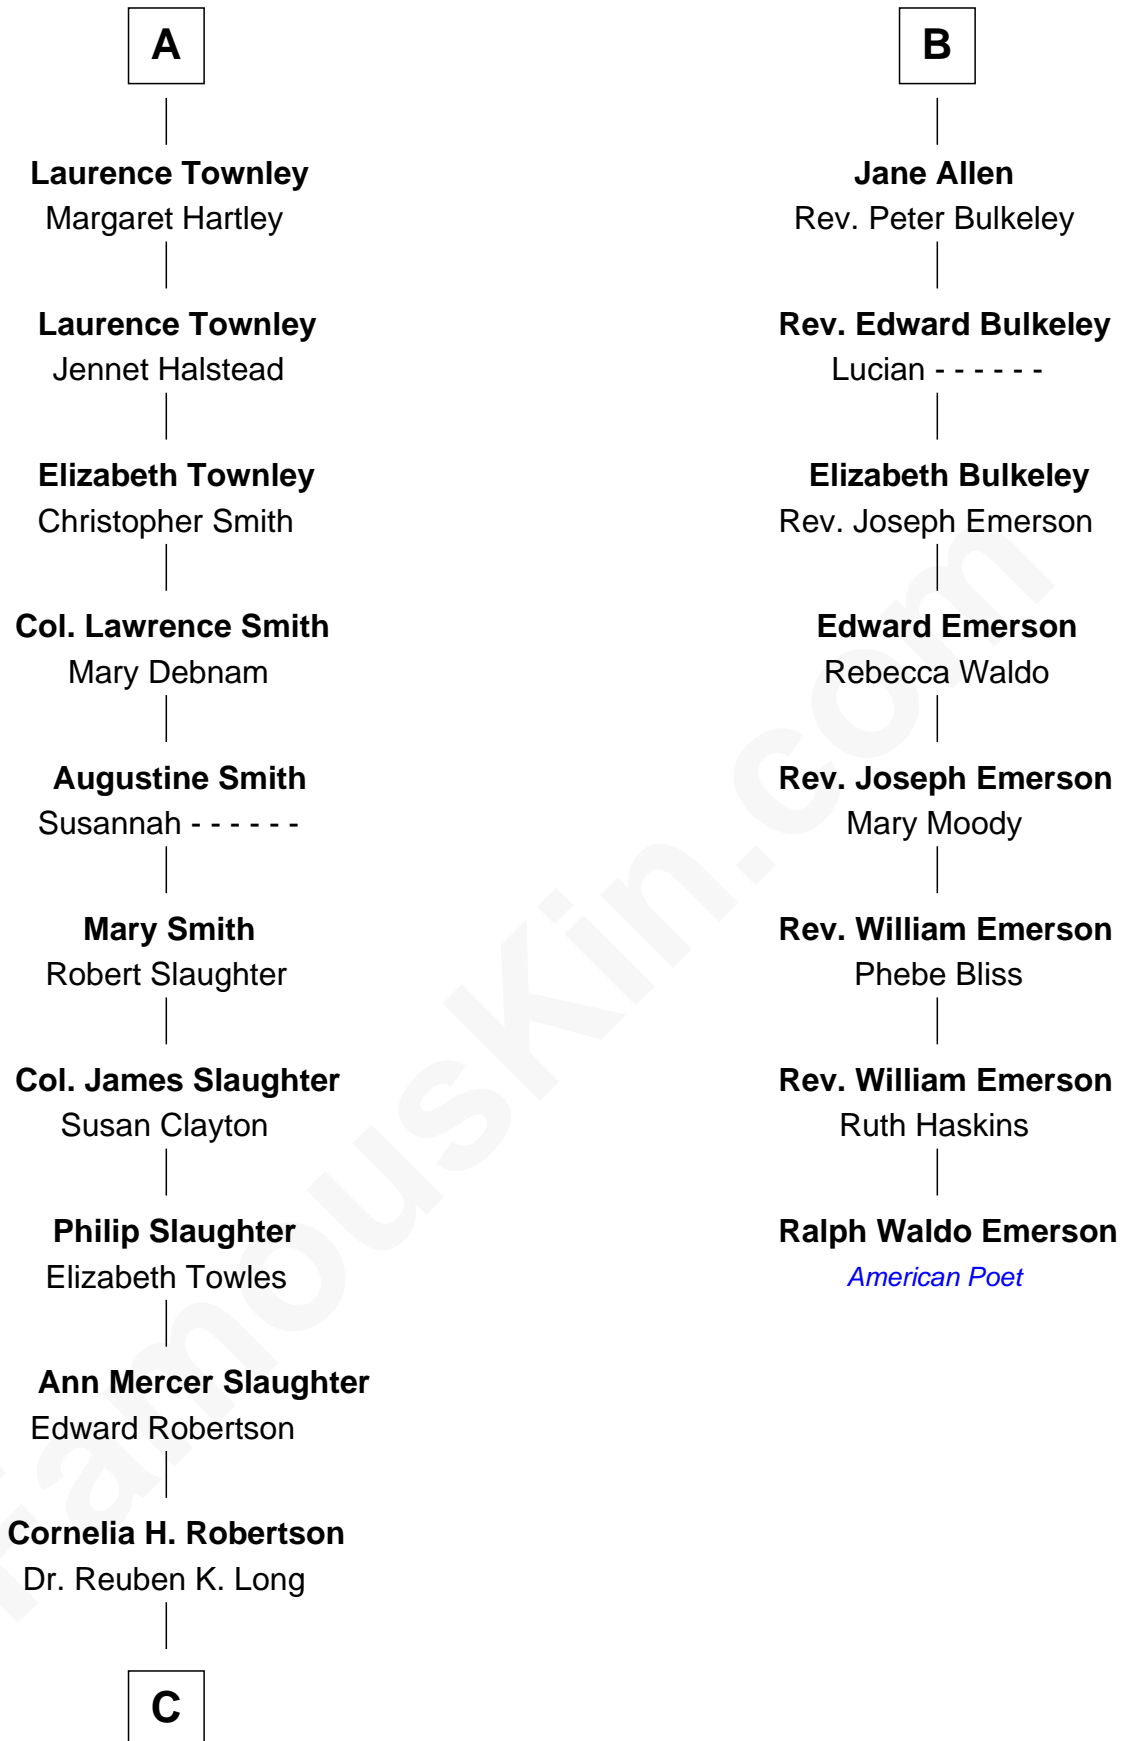 A
Laurence Townley
Margaret Hartley
Laurence Townley
Jennet Halstead
Elizabeth Townley
Christopher Smith
Col. Lawrence Smith
Mary Debnam
Augustine Smith
Susannah - - - - - -
Mary Smith
Robert Slaughter
Col. James Slaughter
Susan Clayton
Philip Slaughter
Elizabeth Towles
Ann Mercer Slaughter
Edward Robertson
Cornelia H. Robertson
Dr. Reuben K. Long
C
B
Jane Allen
Rev. Peter Bulkeley
Rev. Edward Bulkeley
Lucian - - - - - -
Elizabeth Bulkeley
Rev. Joseph Emerson
Edward Emerson
Rebecca Waldo
Rev. Joseph Emerson
Mary Moody
Rev. William Emerson
Phebe Bliss
Rev. William Emerson
Ruth Haskins
Ralph Waldo Emerson
American Poet
FamousKin.com